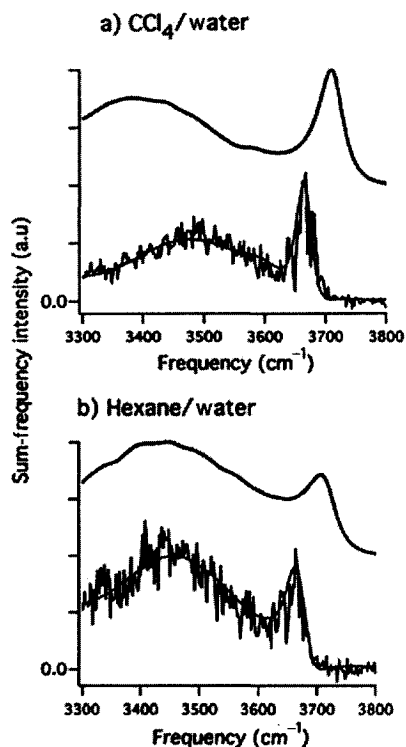 a) CCl4/water
Sum-frequency intensity (a.u)
0.0
3300 3400 3500 3600 3700 3800
Frequency (cm-1)
b) Hexane/water
0.0
3300 3400 3500 3600 3700 3800
Frequency (cm-1)